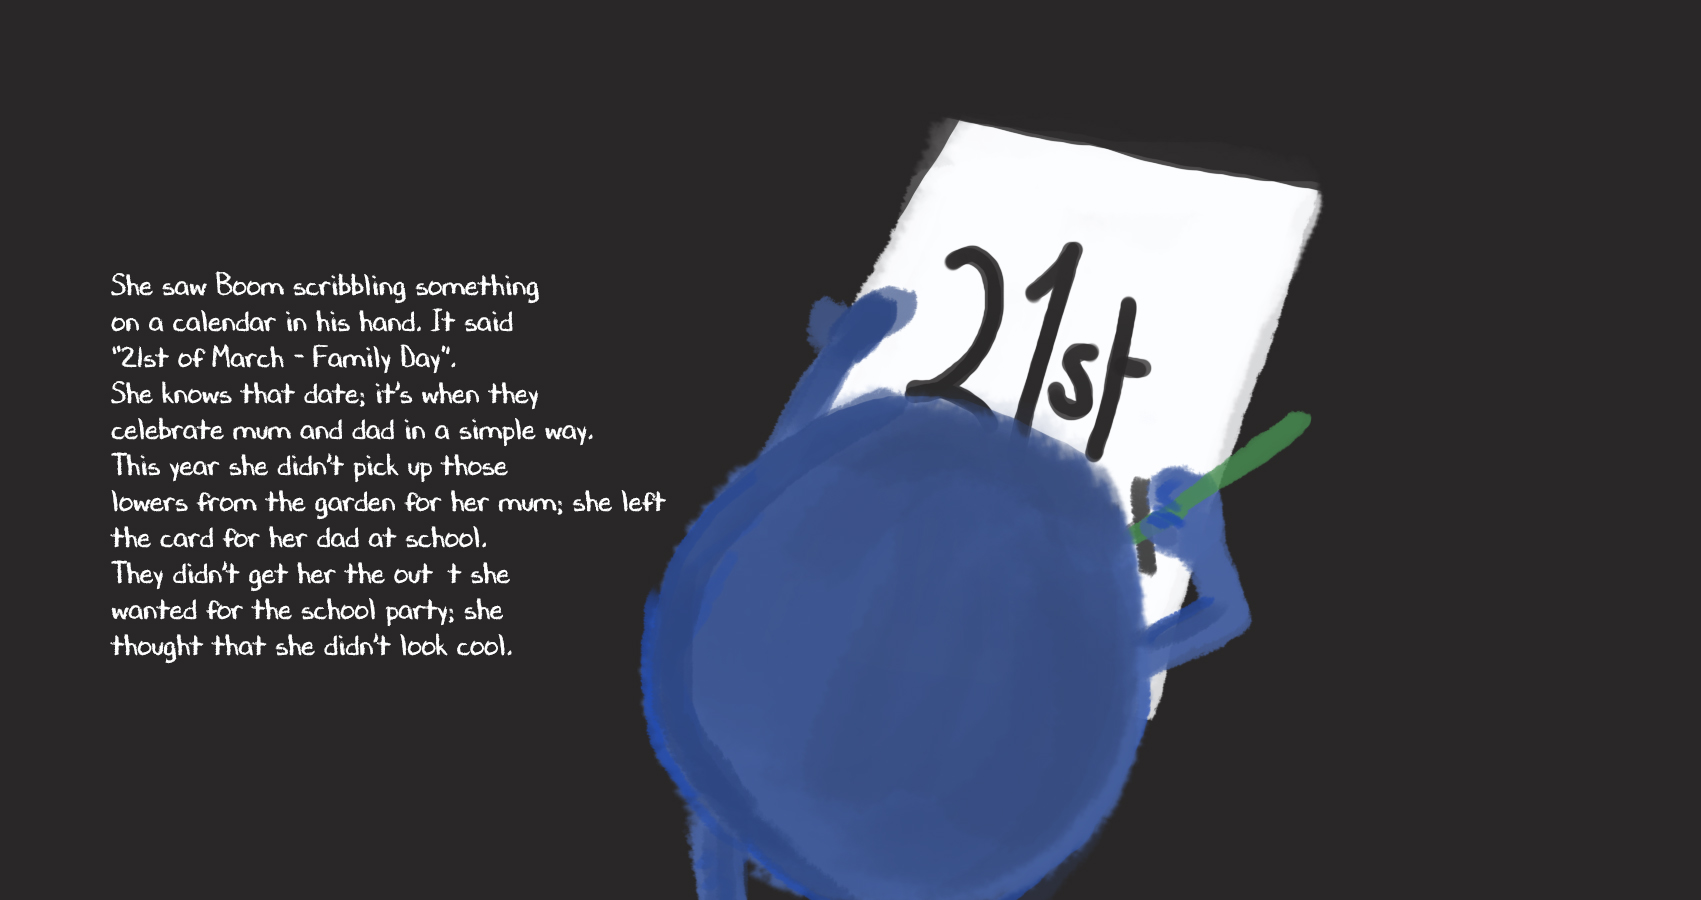 She saw Boom scribbling something
on a calendar in his hand. It said
"21st of March - Family Day".
She knows that date; it's when they
celebrate mum and dad in a simple way.
This year she didn't pick up those
lowers from the garden for her mum; she left
the card for her dad at school.
They didn't get her the out t she
wanted for the school party; she
thought that she didn't look cool.
21st